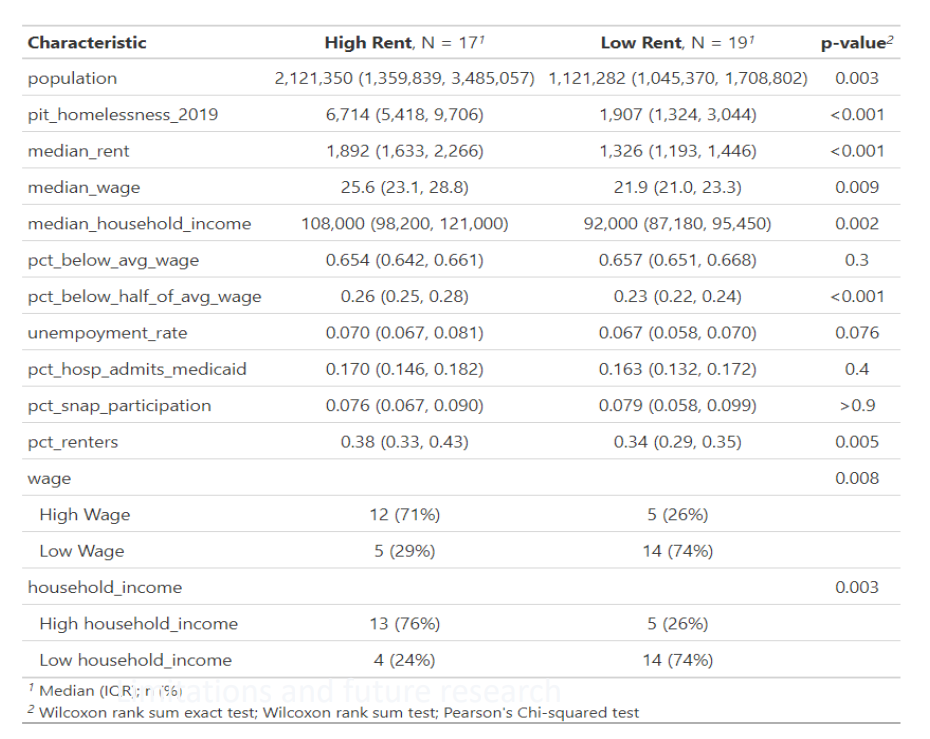 Characteristic High Rent, N = 17¹ Low Rent, N = 19¹ p-value²
population 2,121,350 (1,359,839, 3,485,057) 1,121,282 (1,045,370, 1,708,802) 0.003
pit_homelessness_2019 6,714 (5,418, 9,706) 1,907 (1,324, 3,044) <0.001
median_rent 1,892 (1,633, 2,266) 1,326 (1,193, 1,446) <0.001
median_wage 25.6 (23.1, 28.8) 21.9 (21.0, 23.3) 0.009
median_household_income 108,000 (98,200, 121,000) 92,000 (87,180, 95,450) 0.002
pct_below_avg_wage 0.654 (0.642, 0.661) 0.657 (0.651, 0.668) 0.3
pct_below_half_of_avg_wage 0.26 (0.25, 0.28) 0.23 (0.22, 0.24) <0.001
unempoyment_rate 0.070 (0.067, 0.081) 0.067 (0.058, 0.070) 0.076
pct_hosp_admits_medicaid 0.170 (0.146, 0.182) 0.163 (0.132, 0.172) 0.4
pct_snap_participation 0.076 (0.067, 0.090) 0.079 (0.058, 0.099) >0.9
pct_renters 0.38 (0.33, 0.43) 0.34 (0.29, 0.35) 0.005
wage 0.008
High Wage 12 (71%) 5 (26%)
Low Wage 5 (29%) 14 (74%)
household_income 0.003
High household_income 13 (76%) 5 (26%)
Low household_income 4 (24%) 14 (74%)
¹ Median (IQR); n (%)
Limitations and future research
² Wilcoxon rank sum exact test; Wilcoxon rank sum test; Pearson's Chi-squared test